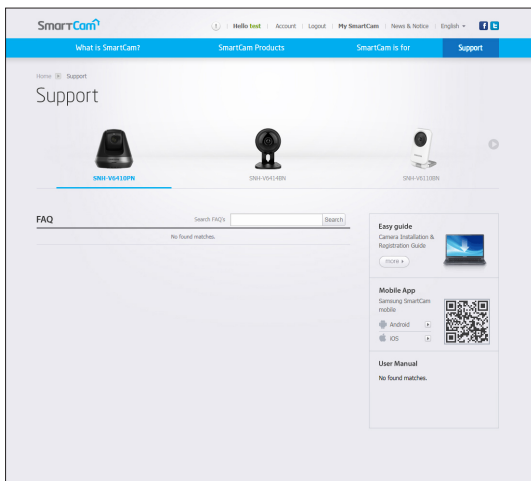 SmartCam
Hello test | Account | Logout | My SmartCam | News & Notice | English
What is SmartCam? SmartCam Products SmartCam is for Support
Home Support
Support
SNH-V6410PN SNH-V6414BN SNH-V6110BN
FAQ Search FAQ's Search
No found matches.
Easy guide
Camera Installation &
Registration Guide
more
Mobile App
Samsung SmartCam
mobile
Android
iOS
User Manual
No found matches.